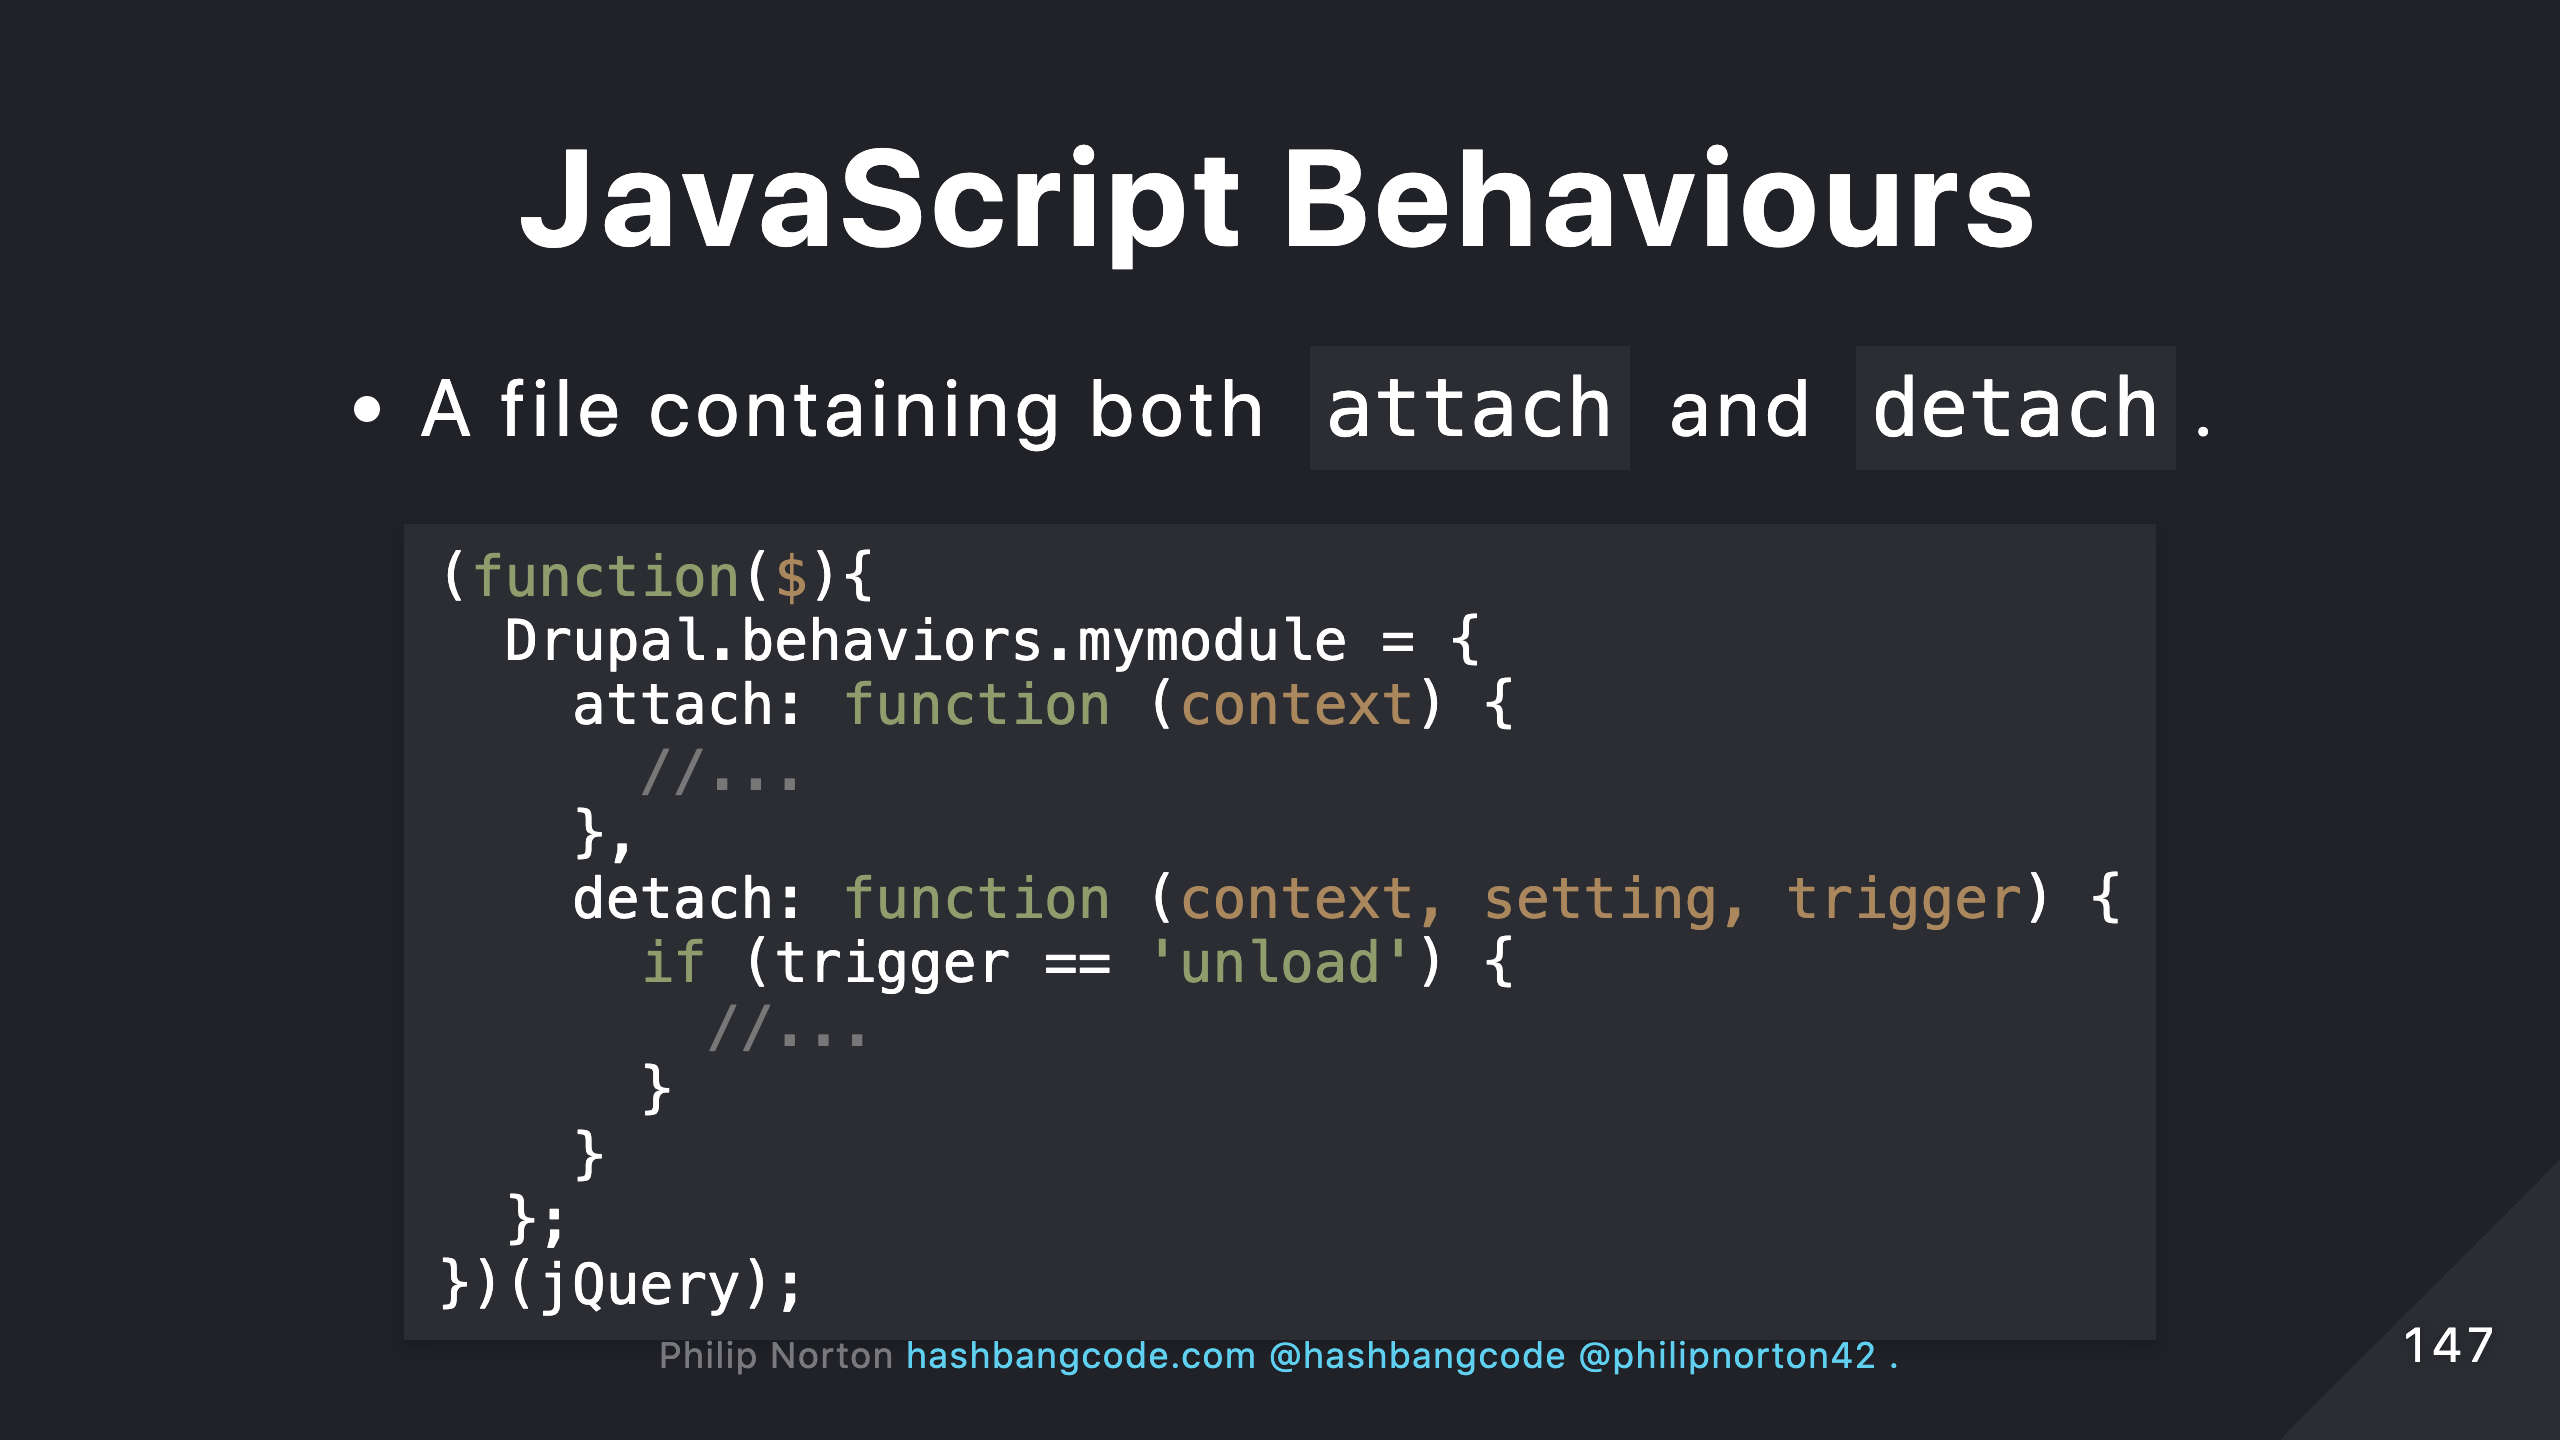 JavaScript Behaviours
• A file containing both attach and detach .
(function($){
  Drupal.behaviors.mymodule = {
    attach: function (context) {
      //...
    },
    detach: function (context, setting, trigger) {
      if (trigger == 'unload') {
        //...
      }
    }
  };
})(jQuery);
Philip Norton hashbangcode.com @hashbangcode @philipnorton42 .
147